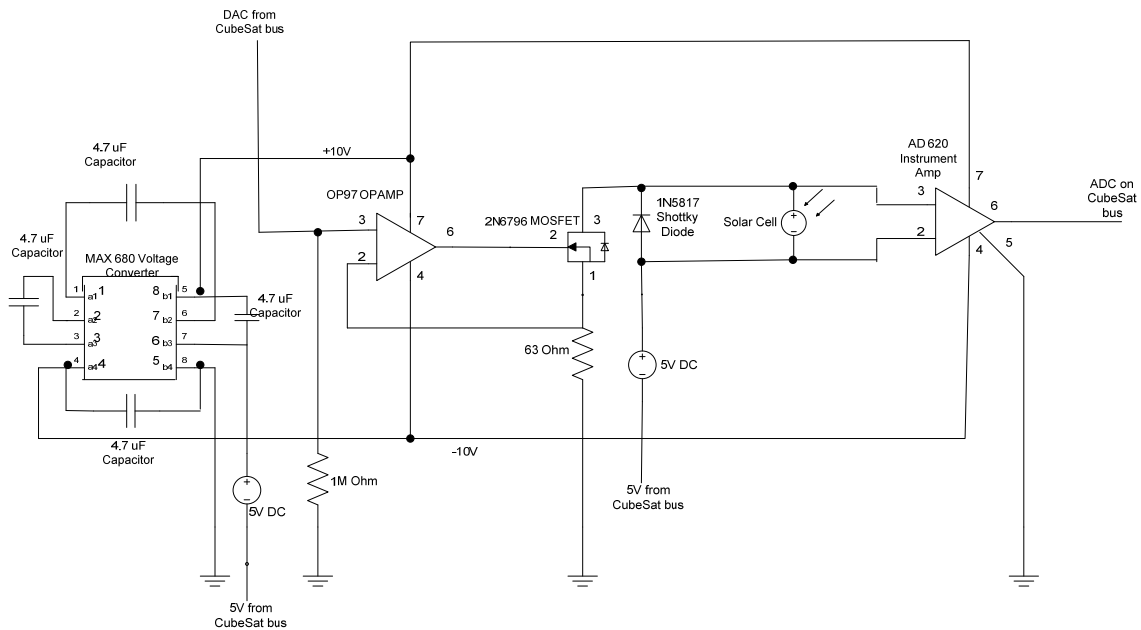 DAC from
CubeSat bus
4.7 uF
Capacitor
+10V
OP97 OPAMP
3
7
6
2
4
4.7 uF
Capacitor
MAX 680 Voltage
Converter
1
a1
1
2
a2
2
3
a3
3
4
a4
4
8
b1
5
7
b2
6
6
b3
7
5
b4
8
4.7 uF
Capacitor
4.7 uF
Capacitor
-10V
1M Ohm
+
−
5V DC
5V from
CubeSat bus
2N6796 MOSFET
3
2
1
63 Ohm
1N5817
Shottky
Diode
Solar Cell
+
−
+
−
5V DC
5V from
CubeSat bus
AD 620
Instrument
Amp
3
2
7
6
5
4
ADC on
CubeSat
bus